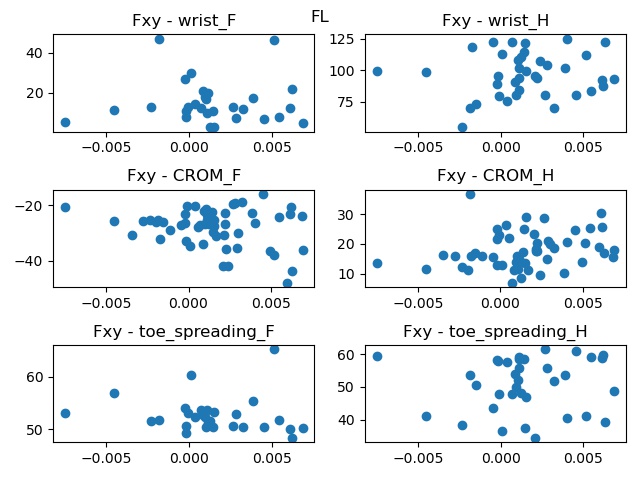 FL
Fxy - wrist_F
Fxy - wrist_H
40
20
−0.005 0.000 0.005
125
100
75
−0.005 0.000 0.005
Fxy - CROM_F
Fxy - CROM_H
−20
−40
−0.005 0.000 0.005
30
20
10
−0.005 0.000 0.005
Fxy - toe_spreading_F
Fxy - toe_spreading_H
60
50
−0.005 0.000 0.005
60
50
40
−0.005 0.000 0.005